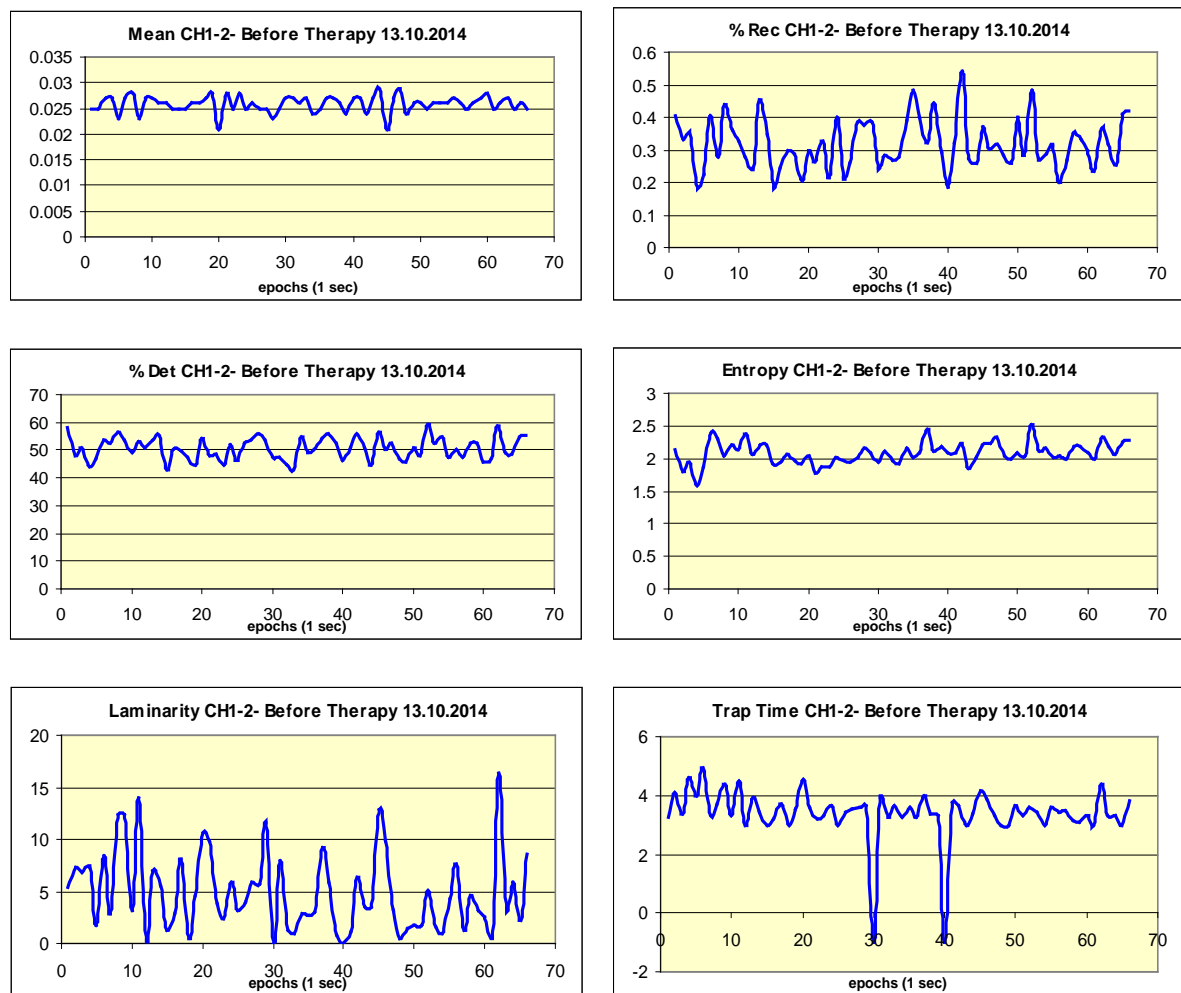 Mean CH1-2- Before Therapy 13.10.2014
0.035
0.03
0.025
0.02
0.015
0.01
0.005
0
0 10 20 30 40 50 60 70
epochs (1 sec)
% Rec CH1-2- Before Therapy 13.10.2014
0.6
0.5
0.4
0.3
0.2
0.1
0
0 10 20 30 40 50 60 70
epochs (1 sec)
% Det CH1-2- Before Therapy 13.10.2014
70
60
50
40
30
20
10
0
0 10 20 30 40 50 60 70
epochs (1 sec)
Entropy CH1-2- Before Therapy 13.10.2014
3
2.5
2
1.5
1
0.5
0
0 10 20 30 40 50 60 70
epochs (1 sec)
Laminarity CH1-2- Before Therapy 13.10.2014
20
15
10
5
0
0 10 20 30 40 50 60 70
epochs (1 sec)
Trap Time CH1-2- Before Therapy 13.10.2014
6
4
2
0
-2
0 10 20 30 40 50 60 70
epochs (1 sec)